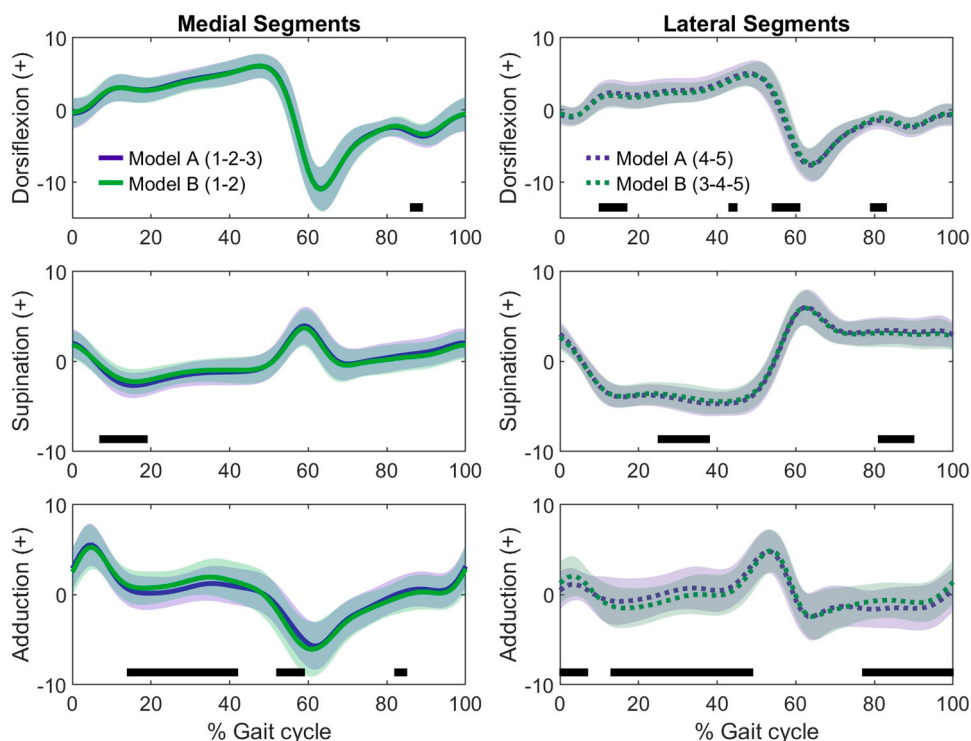 Medial Segments
Lateral Segments
Dorsiflexion (+)
10
0
-10
Model A (1-2-3)
Model B (1-2)
0 20 40 60 80 100
Dorsiflexion (+)
10
0
-10
Model A (4-5)
Model B (3-4-5)
0 20 40 60 80 100
Supination (+)
10
0
-10
0 20 40 60 80 100
Supination (+)
10
0
-10
0 20 40 60 80 100
Adduction (+)
10
0
-10
0 20 40 60 80 100
% Gait cycle
Adduction (+)
10
0
-10
0 20 40 60 80 100
% Gait cycle